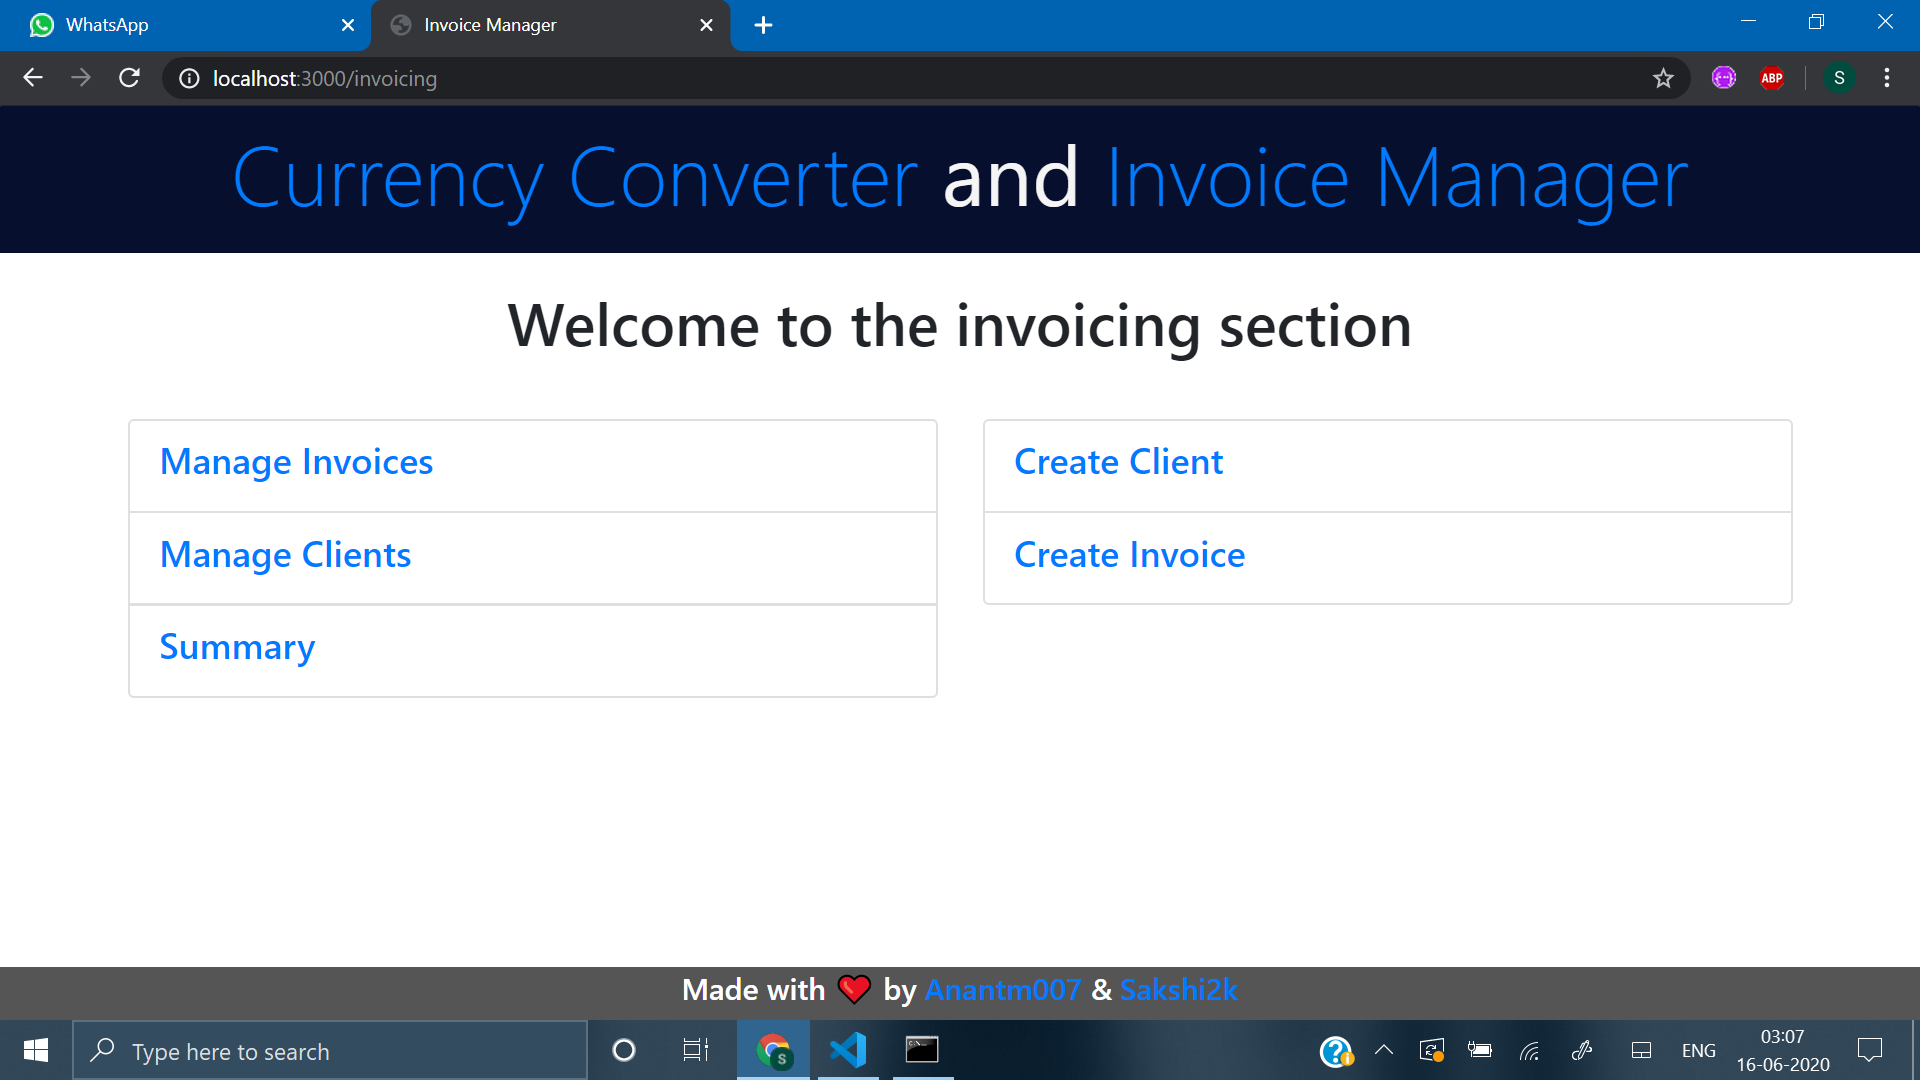 WhatsApp
Invoice Manager
localhost:3000/invoicing
ABP
S
Currency Converter and Invoice Manager
Welcome to the invoicing section
Manage Invoices
Manage Clients
Summary
Create Client
Create Invoice
Made with ❤️ by Anantm007 & Sakshi2k
Type here to search
S
ENG
03:07
16-06-2020